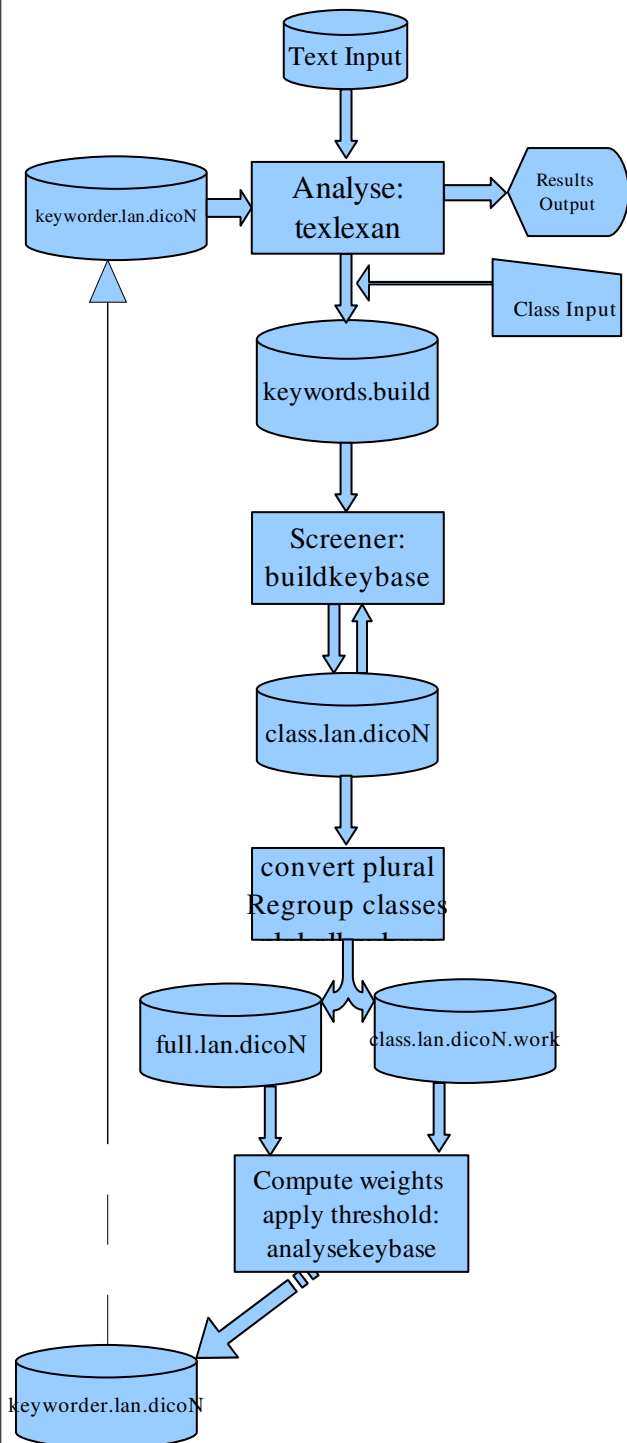 Text Input
keyworder.lan.dicoN
Analyse:
texlexan
Results
Output
Class Input
keywords.build
Screener:
buildkeybase
class.lan.dicoN
convert plural
Regroup classes
full.lan.dicoN
class.lan.dicoN.work
Compute weights
apply threshold:
analysekeybase
keyworder.lan.dicoN